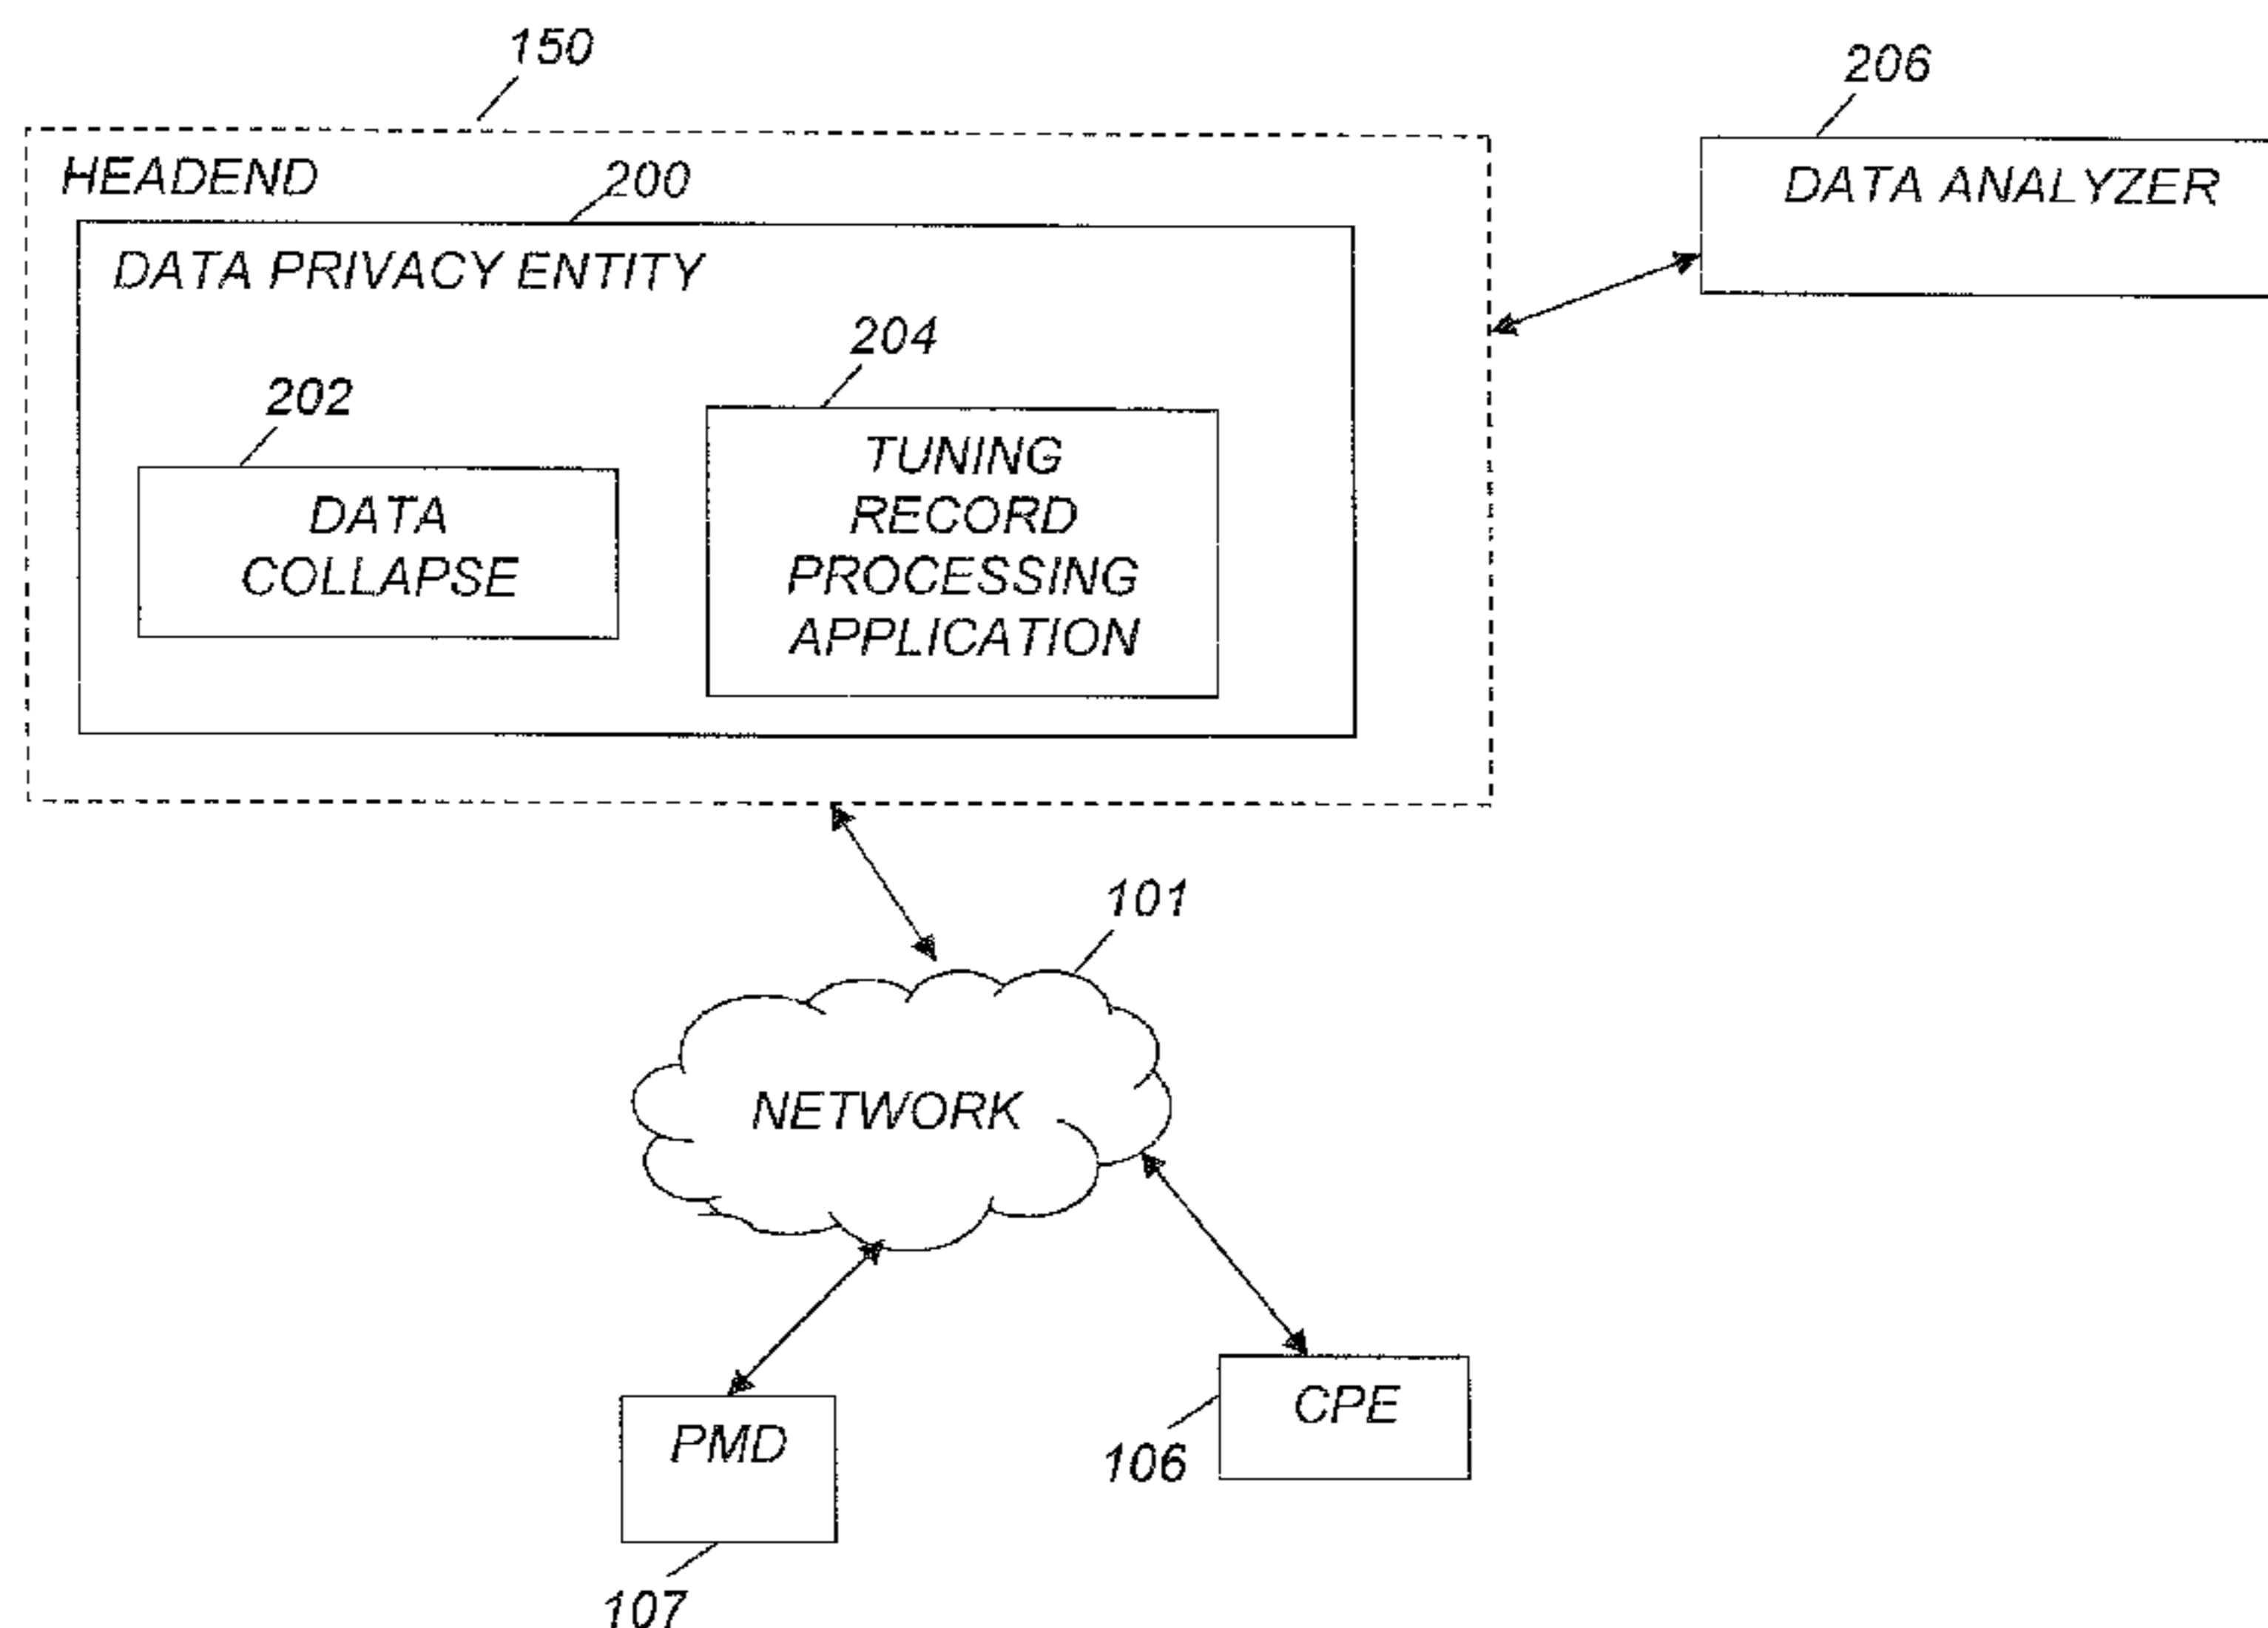 150
206
HEADEND
200
DATA ANALYZER
DATA PRIVACY ENTITY
204
202
TUNING
RECORD
PROCESSING
APPLICATION
DATA
COLLAPSE
101
NETWORK
CPE
PMD
106
107